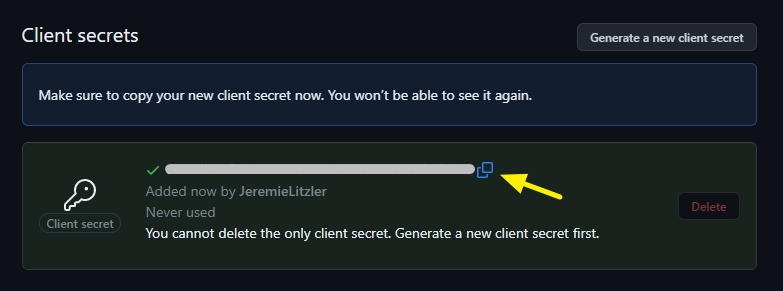 Client secrets
Generate a new client secret
Make sure to copy your new client secret now. You won't be able to see it again.
Added now by JeremieLitzler
Client secret
Never used
Delete
You cannot delete the only client secret. Generate a new client secret first.